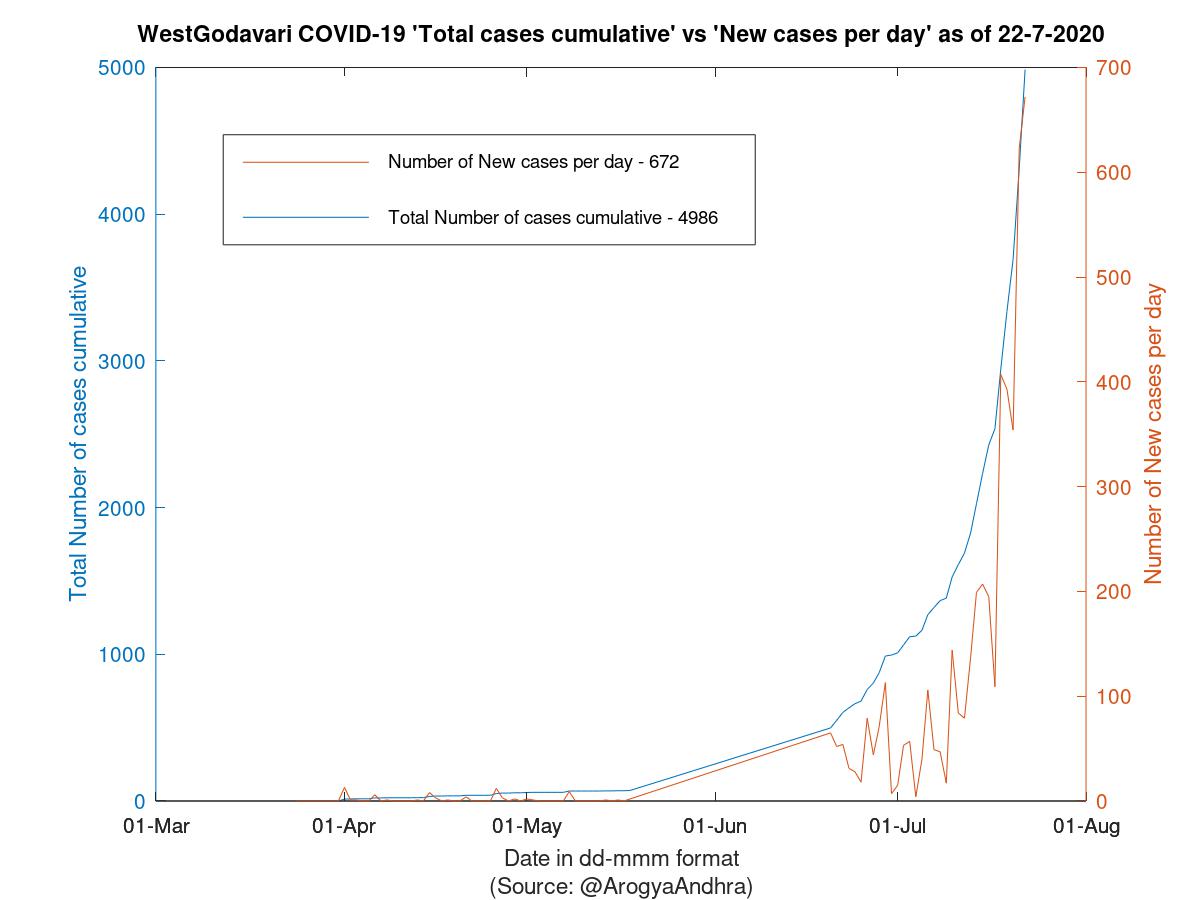 WestGodavari COVID-19 'Total cases cumulative' vs 'New cases per day' as of 22-7-2020
5000
4000
3000
2000
1000
0
Total Number of cases cumulative
Number of New cases per day - 672
Total Number of cases cumulative - 4986
700
600
500
400
300
200
100
0
Number of New cases per day
01-Mar 01-Apr 01-May 01-Jun 01-Jul 01-Aug
Date in dd-mmm format
(Source: @ArogyaAndhra)